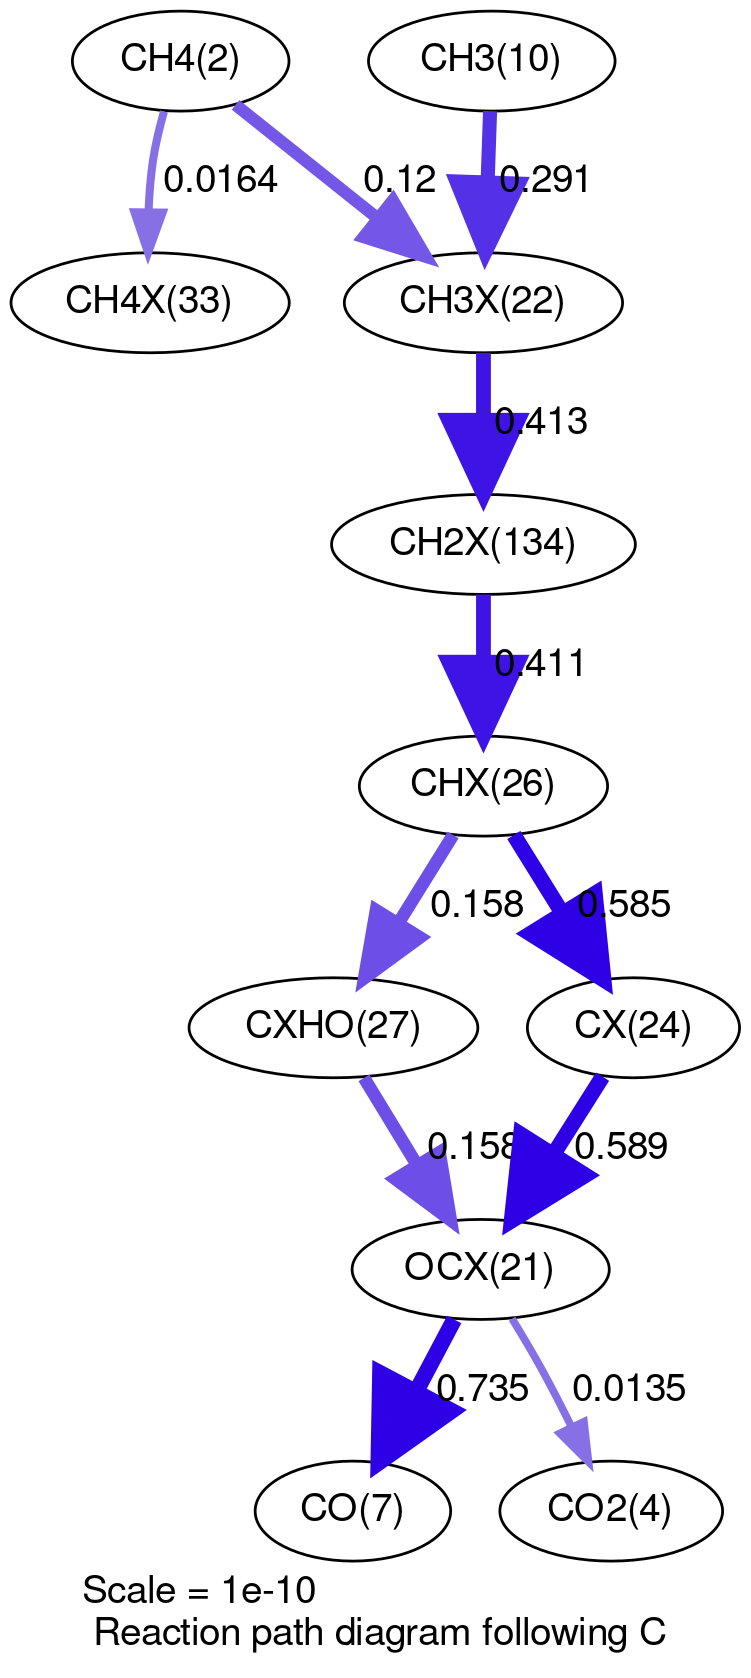 CH4(2)
CH3(10)
0.0164
0.12
0.291
CH4X(33)
CH3X(22)
0.413
CH2X(134)
0.411
CHX(26)
0.158
0.585
CXHO(27)
CX(24)
0.158
0.589
OCX(21)
0.735
0.0135
CO(7)
CO2(4)
Scale = 1e-10
Reaction path diagram following C